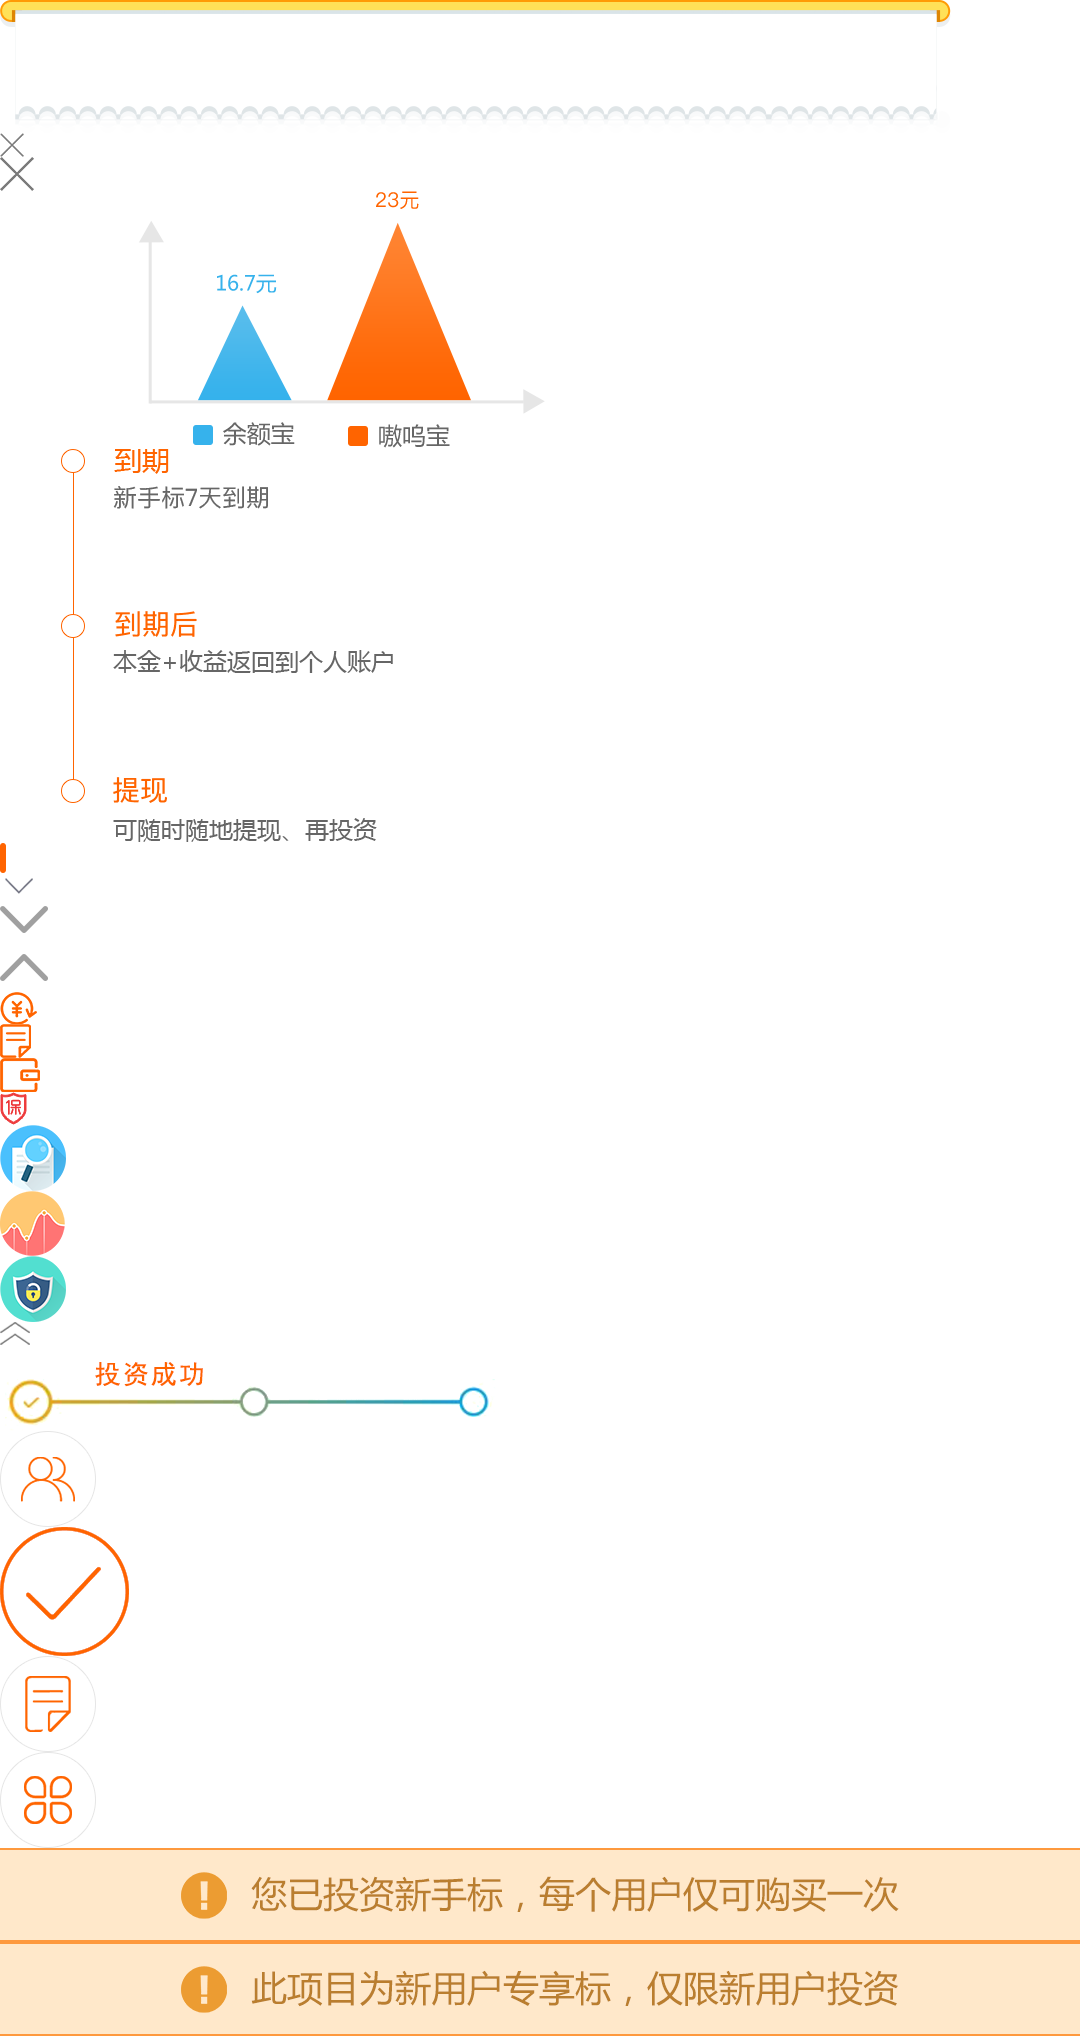 23元
16.7元
余额宝 嗷呜宝
到期
新手标7天到期
到期后
本金+收益返回到个人账户
提现
可随时随地提现、再投资
¥
保
投资成功
您已投资新手标，每个用户仅可购买一次
此项目为新用户专享标，仅限新用户投资